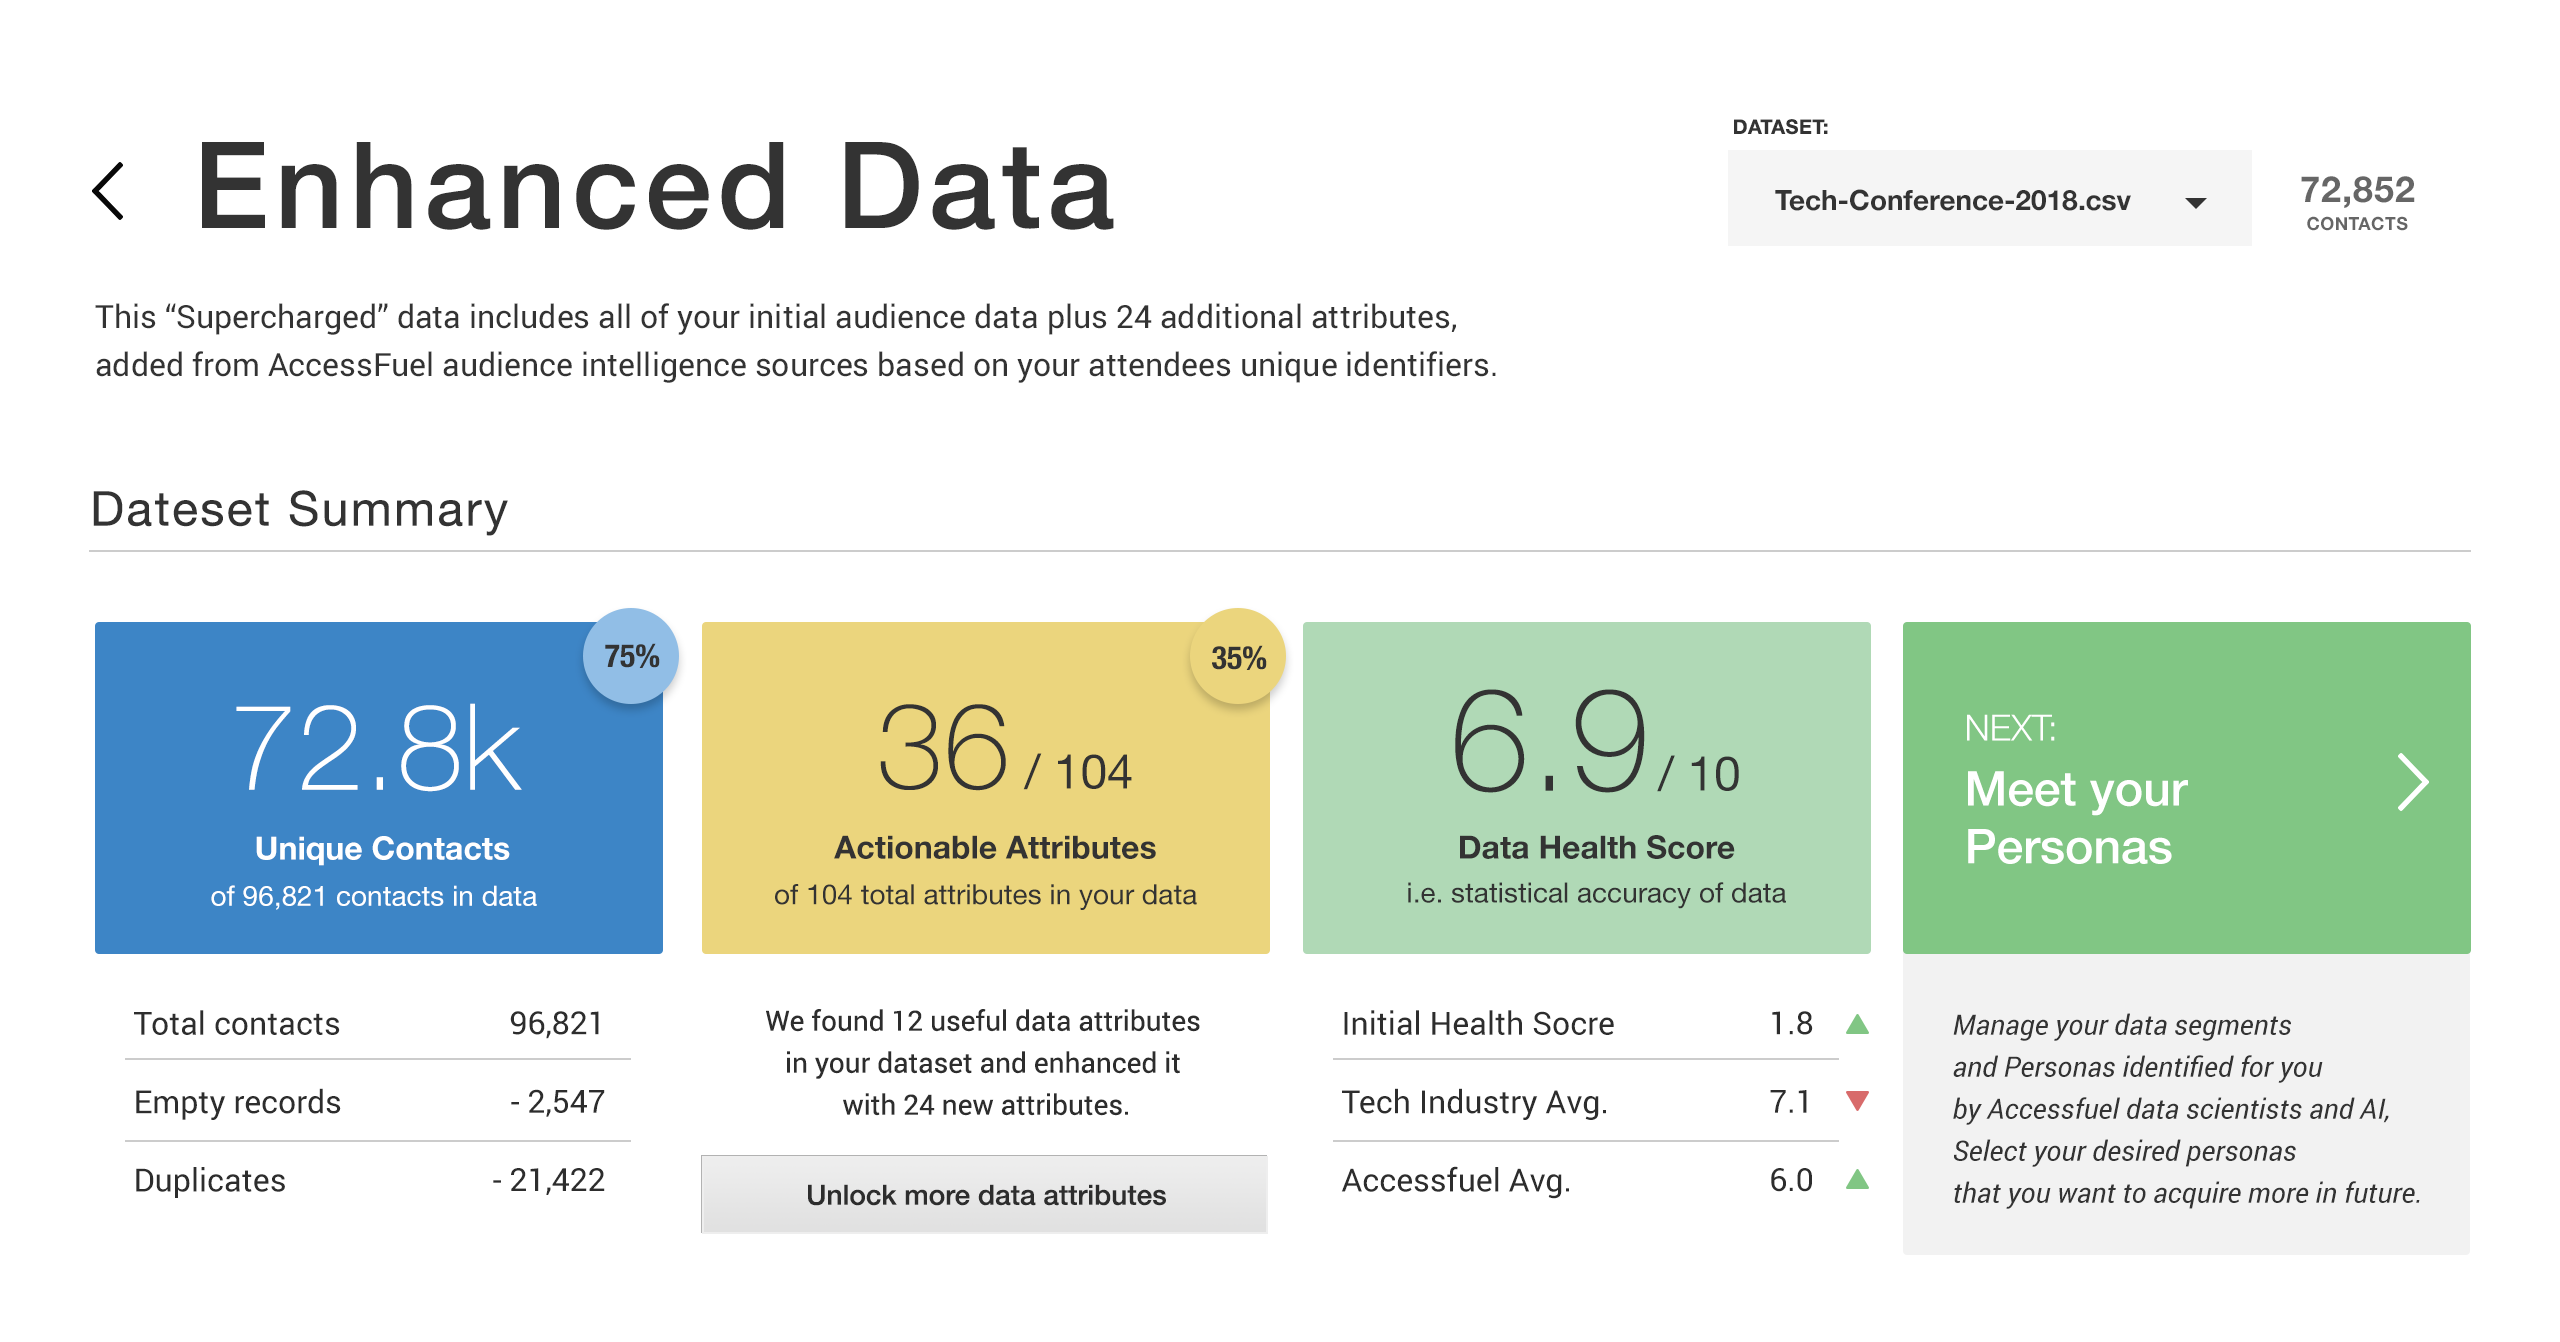 Enhanced Data
DATASET:
Tech-Conference-2018.csv
72,852
CONTACTS
This “Supercharged” data includes all of your initial audience data plus 24 additional attributes,
added from AccessFuel audience intelligence sources based on your attendees unique identifiers.
Dateset Summary
75%
72.8k
Unique Contacts
of 96,821 contacts in data
Total contacts 96,821
Empty records - 2,547
Duplicates - 21,422
35%
36 / 104
Actionable Attributes
of 104 total attributes in your data
We found 12 useful data attributes
in your dataset and enhanced it
with 24 new attributes.
Unlock more data attributes
6.9 / 10
Data Health Score
i.e. statistical accuracy of data
Initial Health Socre 1.8
Tech Industry Avg. 7.1
Accessfuel Avg. 6.0
NEXT:
Meet your
Personas
Manage your data segments
and Personas identified for you
by Accessfuel data scientists and AI,
Select your desired personas
that you want to acquire more in future.